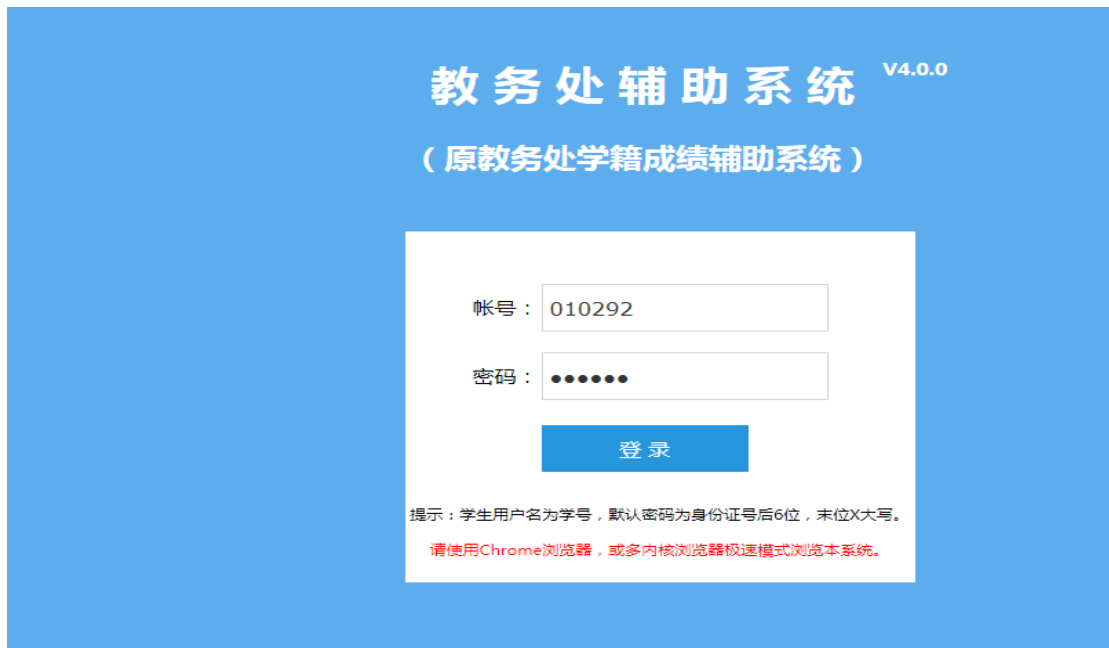 教务处辅助系统 V4.0.0
(原教务处学籍成绩辅助系统)
帐号: 010292
密码: ●●●●●●
登录
提示:学生用户名为学号,默认密码为身份证号后6位,末位X大写。
请使用Chrome浏览器,或多内核浏览器极速模式浏览本系统。